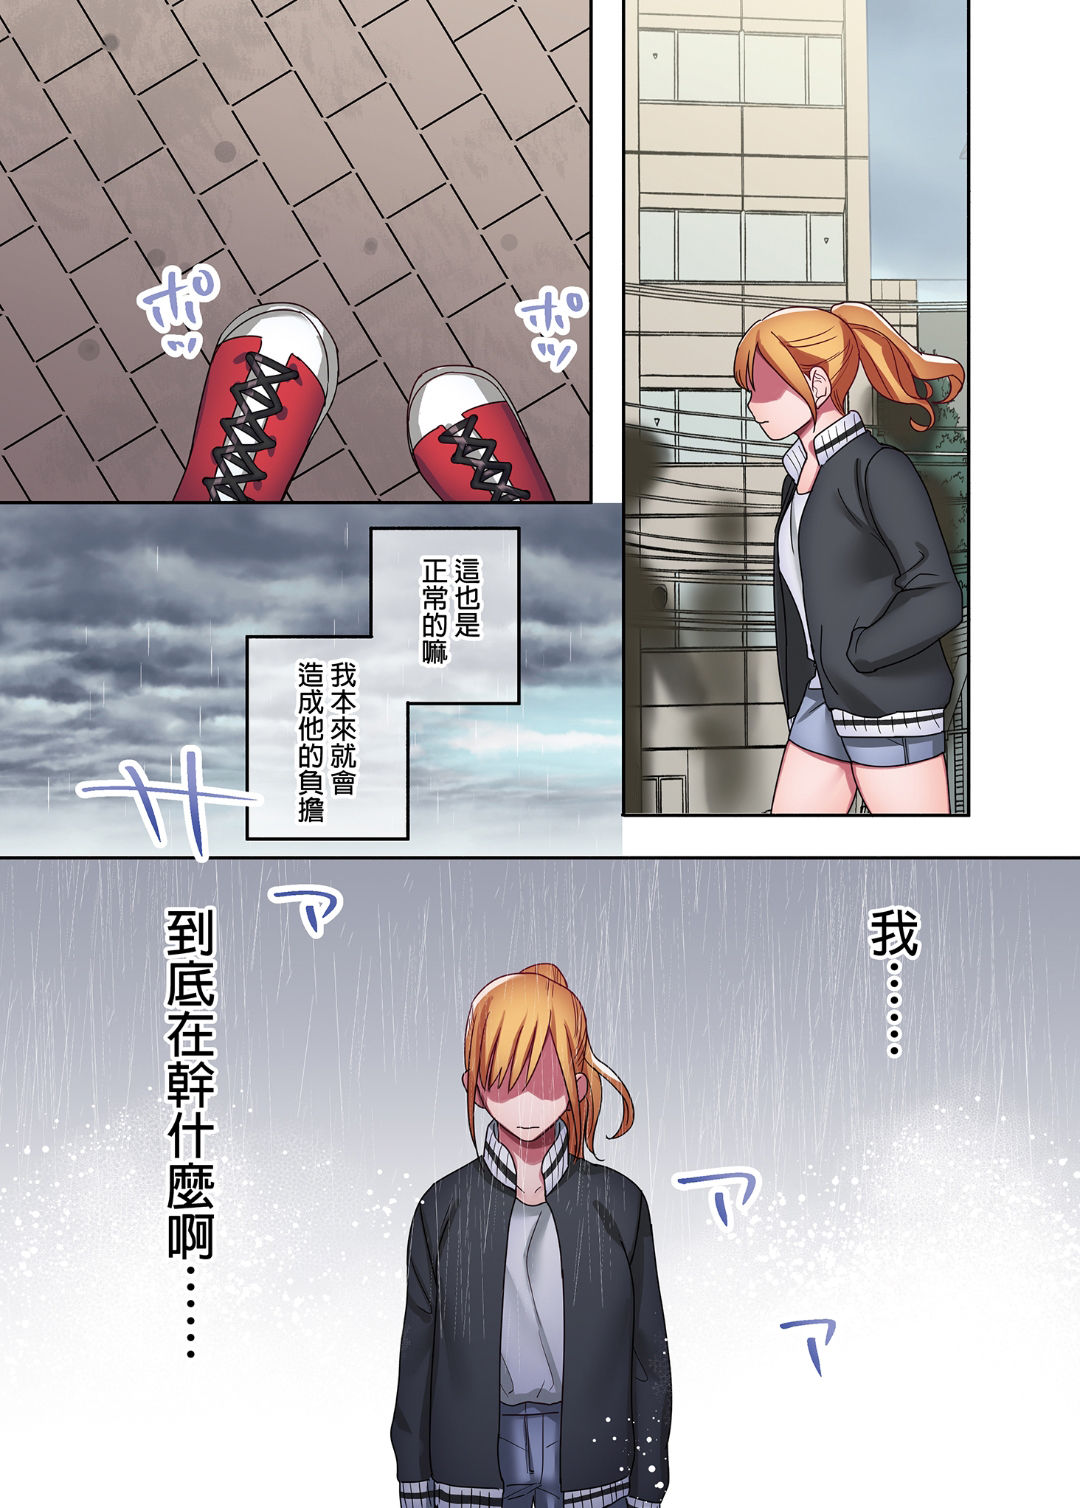 ポッ
ポッ
這也是
正常的嘛
我本來就會
造成他的負擔
サァァァ
我……
到底在幹什麼啊……